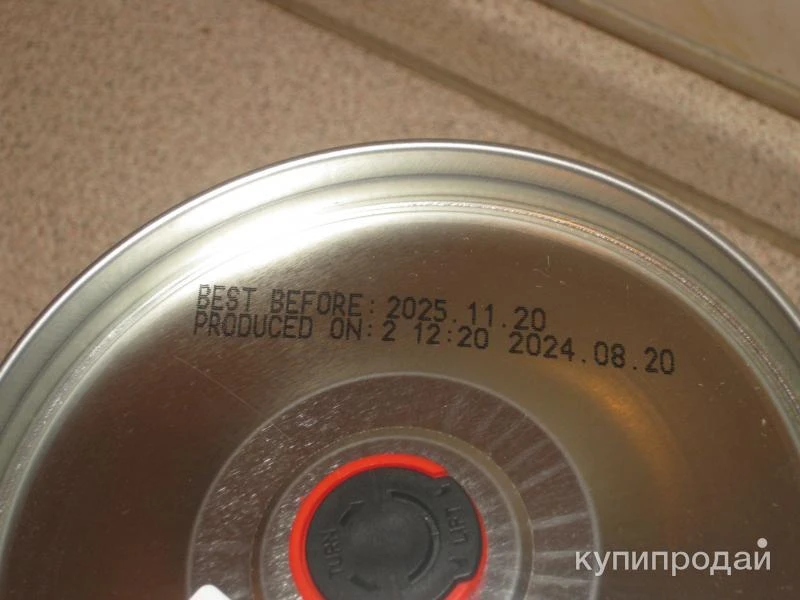 BEST BEFORE: 2025.11.20
PRODUCED ON:2 12:20 2024.08.20
TURN
LIFT
купипродай